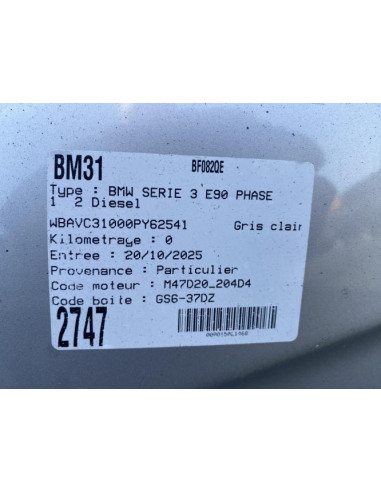 BM31 BF082QE
Type : BMW SERIE 3 E90 PHASE
1 2 Diesel
WBAVC31000PY62541 Gris clair
Kilometrage : 0
Entree : 20/10/2025
Provenance : Particulier
Code moteur : M47D20_204D4
Code boite : GS6-37DZ
2747